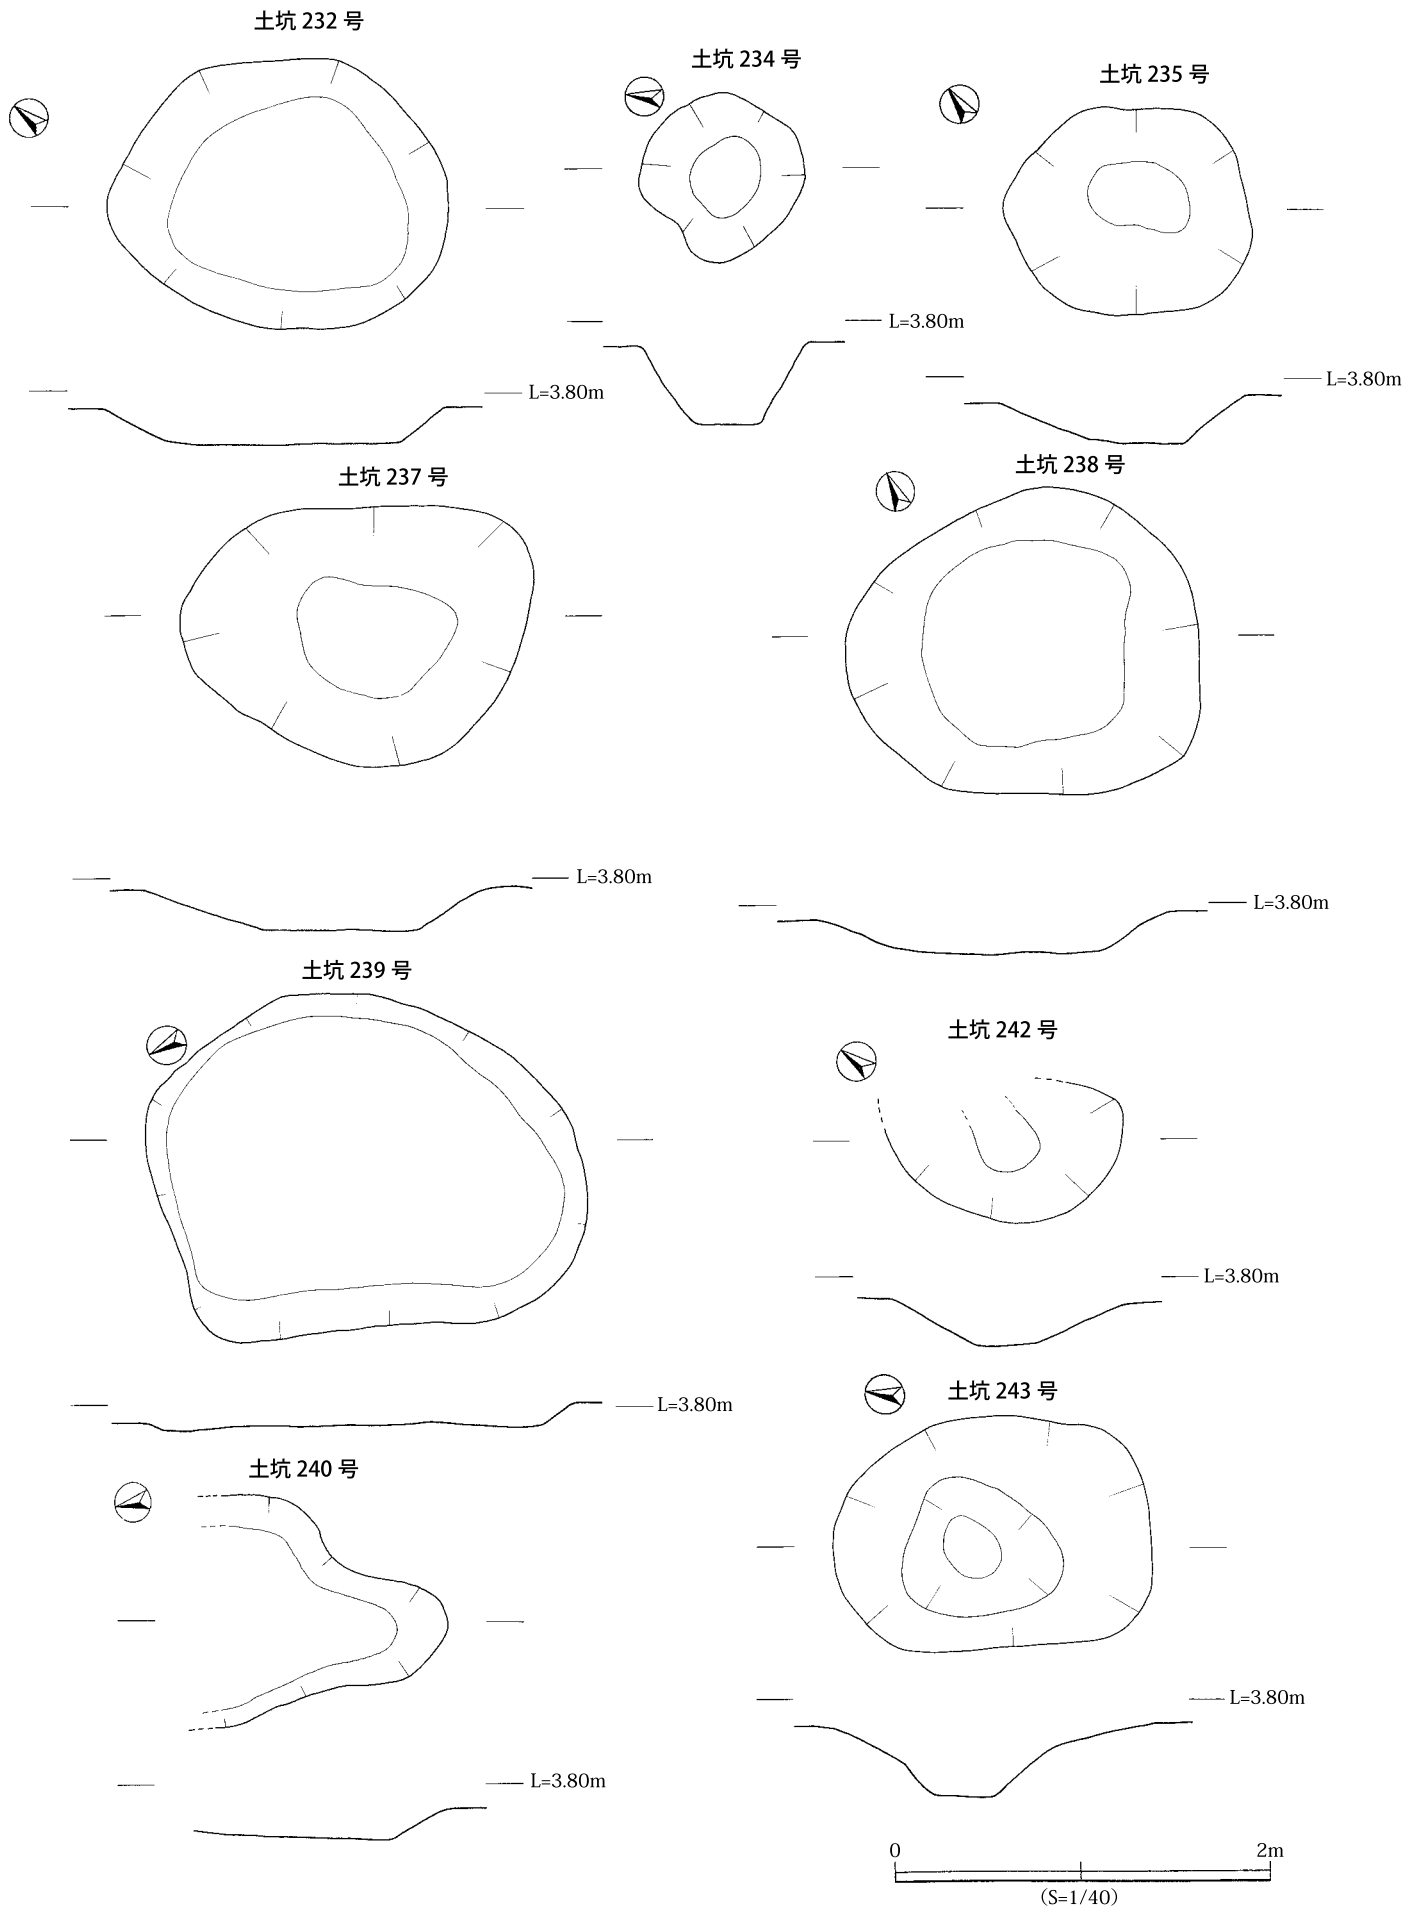 土坑 232 号
土坑 234 号
土坑 235 号
L=3.80m
L=3.80m
L=3.80m
土坑 237 号
土坑 238 号
L=3.80m
L=3.80m
土坑 239 号
土坑 242 号
L=3.80m
L=3.80m
土坑 240 号
土坑 243 号
L=3.80m
L=3.80m
0 2m
(S=1/40)